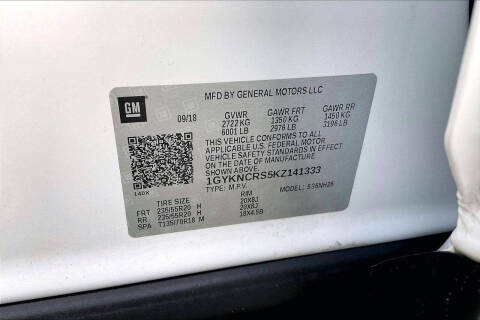 GM
MFD BY GENERAL MOTORS LLC
09/18
GVWR GAWR FRT GAWR RR
2722 KG 1350 KG 1450 KG
6001 LB 2976 LB 3196 LB
THIS VEHICLE CONFORMS TO ALL
APPLICABLE U.S. FEDERAL MOTOR
VEHICLE SAFETY STANDARDS IN EFFECT
ON THE DATE OF MANUFACTURE
1GYKNCRS5KZ141333
TYPE: M.P.V. MODEL:
140X
TIRE SIZE RIM
FRT 235/55R20 H 20X8J
RR 235/55R20 H 20X8J
SPA T135/70R18 M 18X4.5B